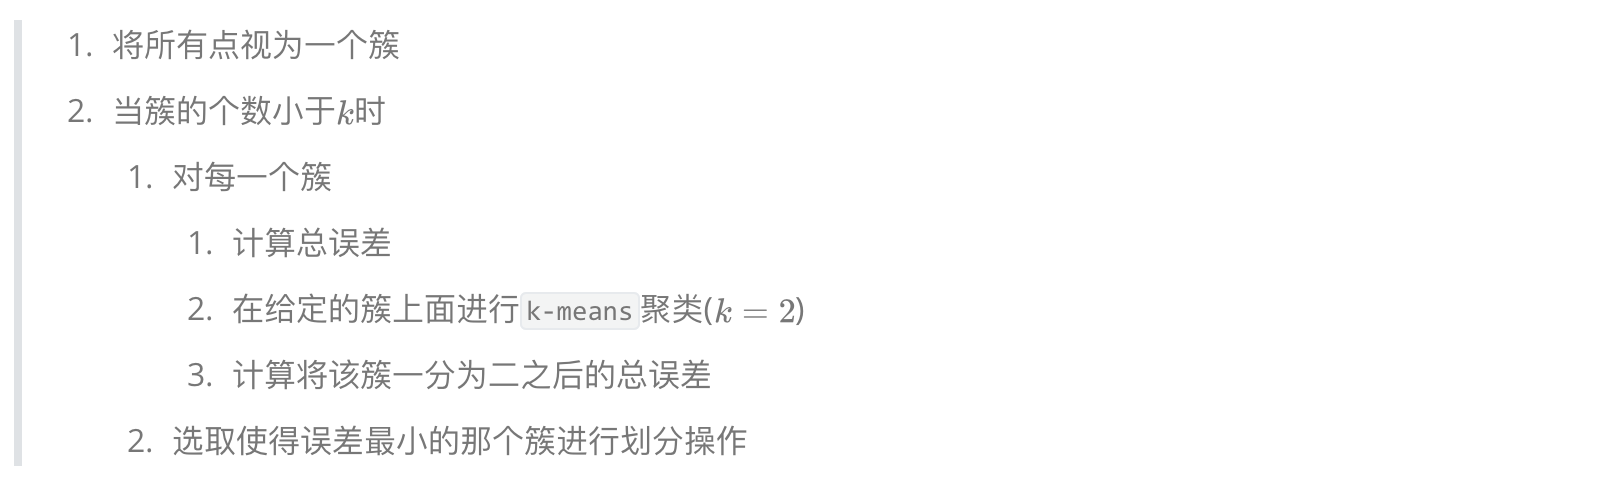 1. 将所有点视为一个簇
2. 当簇的个数小于k时
1. 对每一个簇
1. 计算总误差
2. 在给定的簇上面进行k-means聚类(k = 2)
3. 计算将该簇一分为二之后的总误差
2. 选取使得误差最小的那个簇进行划分操作